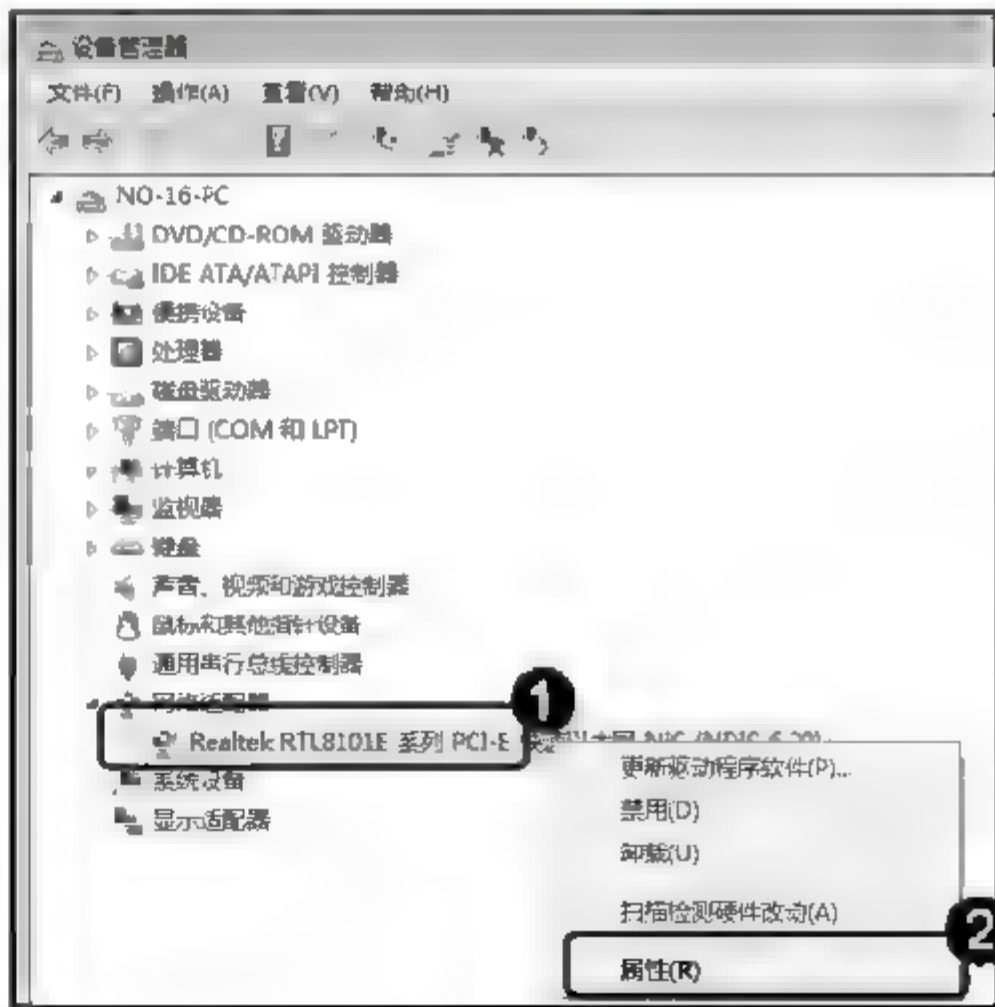 设备管理器
文件(F) 操作(A) 查看(V) 帮助(H)
NO-16-PC
DVD/CD-ROM 驱动器
IDE ATA/ATAPI 控制器
便携设备
处理器
磁盘驱动器
端口 (COM 和 LPT)
计算机
监视器
键盘
声音、视频和游戏控制器
鼠标和其他指针设备
通用串行总线控制器
网络适配器
1
Realtek RTL8101E 系列 PCI-E NIC (NDIS 6.20)
系统设备
显示适配器
更新驱动程序软件(P)...
禁用(D)
卸载(U)
扫描检测硬件改动(A)
2
属性(R)